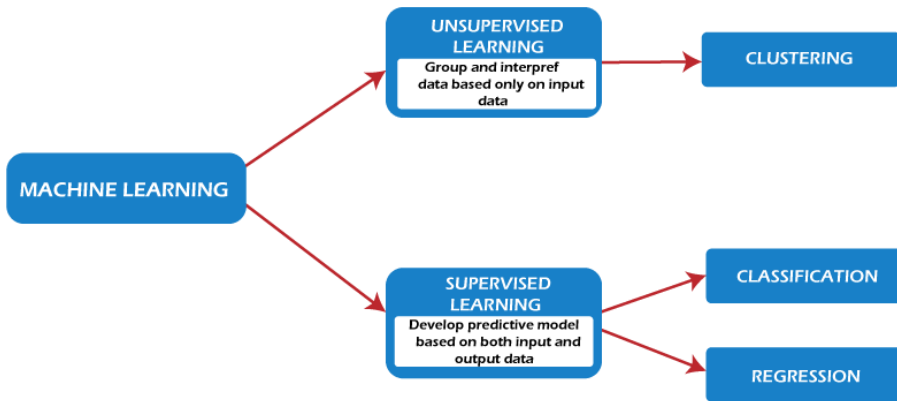 UNSUPERVISED
LEARNING
Group and interpref
data based only on input
data
CLUSTERING
MACHINE LEARNING
SUPERVISED
LEARNING
Develop predictive model
based on both input and
output data
CLASSIFICATION
REGRESSION